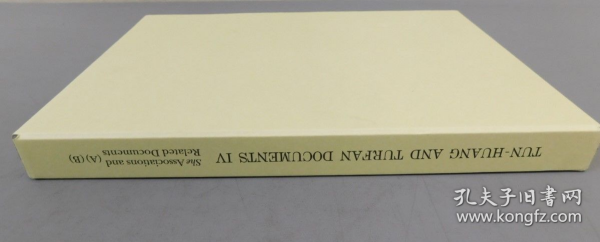 TUN-HUANG AND TURFAN DOCUMENTS IV
She Associations and
Related Documents (A) (B)
孔夫子旧书网
www.kongfz.com